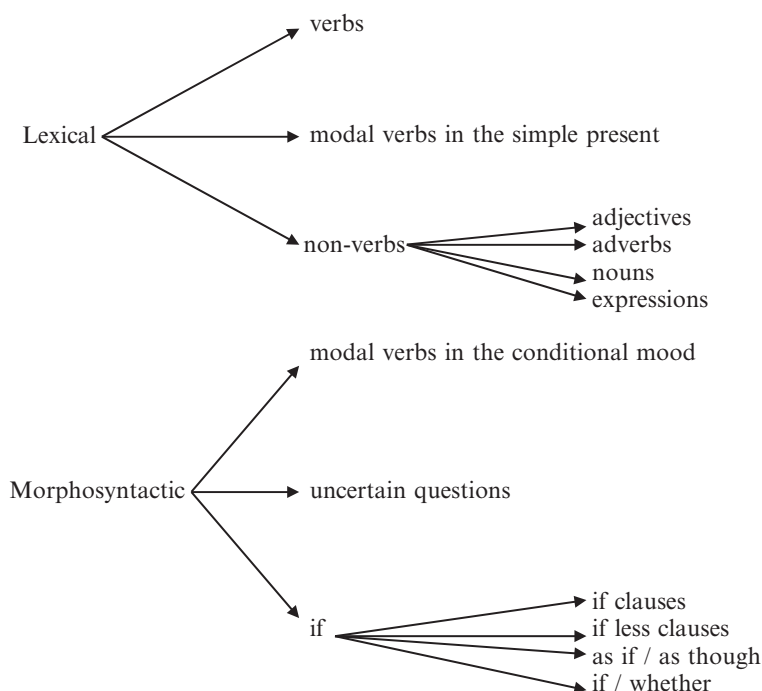 verbs
Lexical
modal verbs in the simple present
non-verbs
adjectives
adverbs
nouns
expressions
modal verbs in the conditional mood
Morphosyntactic
uncertain questions
if
if clauses
if less clauses
as if / as though
if / whether